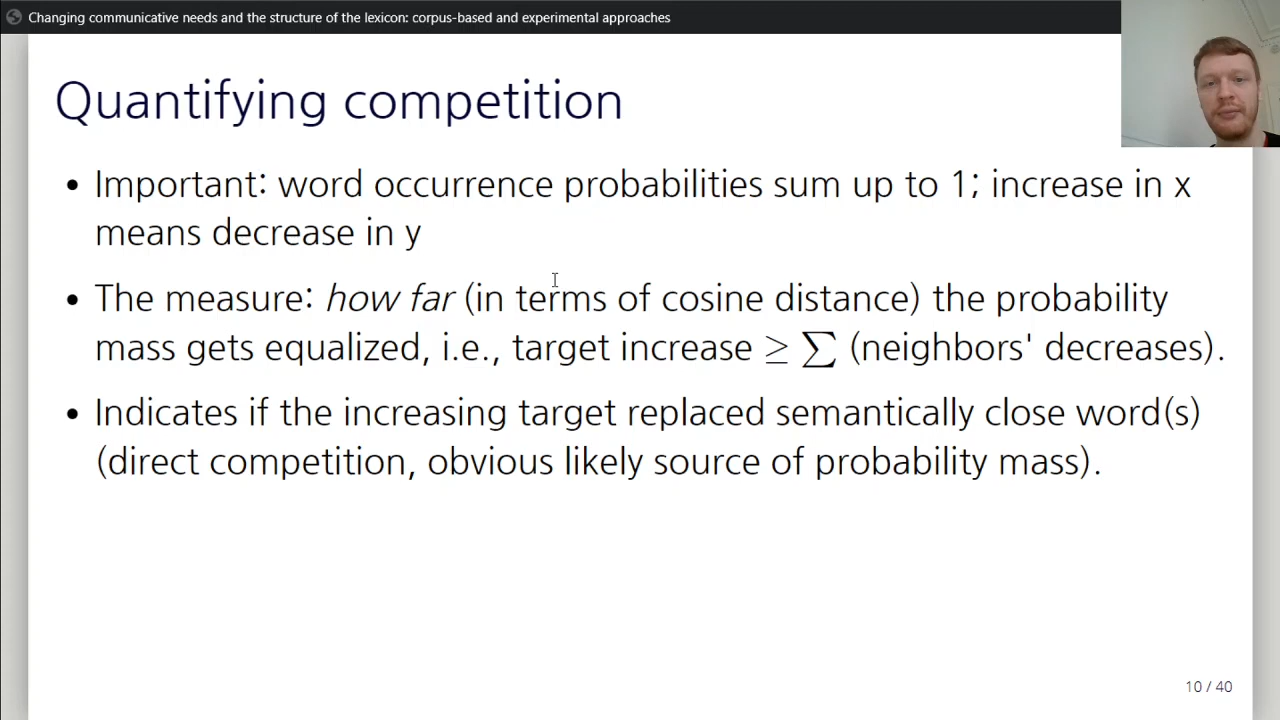 Changing communicative needs and the structure of the lexicon: corpus-based and experimental approaches
Quantifying competition
• Important: word occurrence probabilities sum up to 1; increase in x
means decrease in y
• The measure: how far (in terms of cosine distance) the probability
mass gets equalized, i.e., target increase ≥ ∑ (neighbors' decreases).
• Indicates if the increasing target replaced semantically close word(s)
(direct competition, obvious likely source of probability mass).
10 / 40